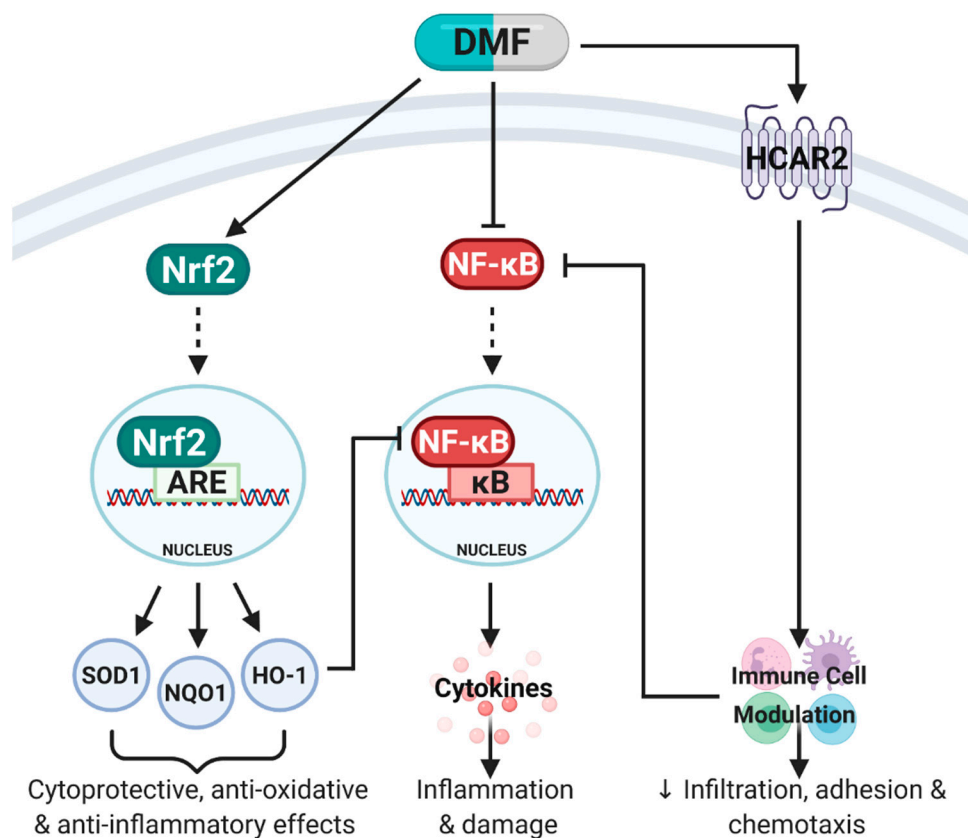 DMF
HCAR2
Nrf2
NF-κB
Nrf2
ARE
NUCLEUS
NF-κB
κB
NUCLEUS
SOD1
NQO1
HO-1
Cytokines
Immune Cell
Modulation
Cytoprotective, anti-oxidative
& anti-inflammatory effects
Inflammation
& damage
↓ Infiltration, adhesion &
chemotaxis